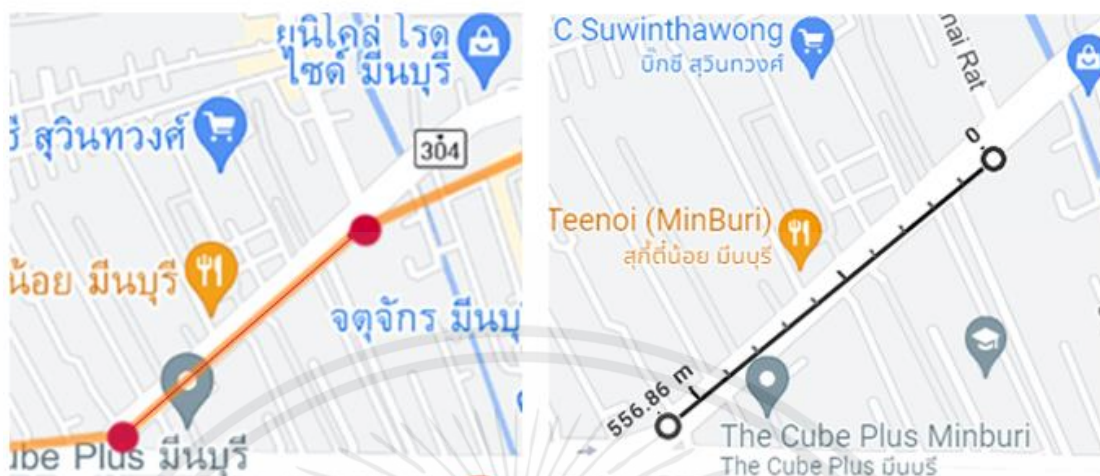 ยูนิโคล่ โรด
ไซด์ มีนบุรี
ซี สุวินทวงศ์
304
น้อย มีนบุรี
จตุจักร มีนบุ
ube Plus มีนบุรี
C Suwinthawong
บิ๊กซี สุวินทวงศ์
nai Rat
0
Teenoi (MinBuri)
สุกี้ตี๋น้อย มีนบุรี
556.86 m
The Cube Plus Minburi
The Cube Plus มีนบุรี